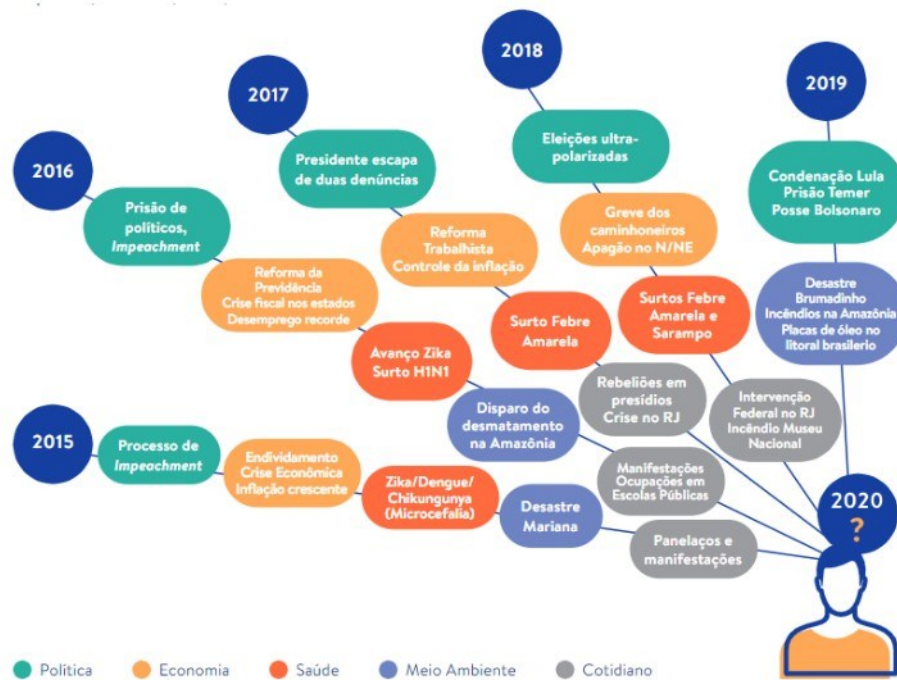 2015
Processo de
Impeachment
Endividamento
Crise Econômica
Inflação crescente
Zika/Dengue/
Chikungunya
(Microcefalia)
Desastre
Mariana
Panelaços e
manifestações
2016
Prisão de
políticos,
Impeachment
Reforma da
Previdência
Crise fiscal nos estados
Desemprego recorde
Avanço Zika
Surto H1N1
Disparo do
desmatamento
na Amazônia
Manifestações
Ocupações em
Escolas Públicas
2017
Presidente escapa
de duas denúncias
Reforma
Trabalhista
Controle da inflação
Surto Febre
Amarela
Rebeliões em
presídios
Crise no RJ
2018
Eleições ultra-
polarizadas
Greve dos
caminhoneiros
Apagão no N/NE
Surtos Febre
Amarela e
Sarampo
Intervenção
Federal no RJ
Incêndio Museu
Nacional
2019
Condenação Lula
Prisão Temer
Posse Bolsonaro
Desastre
Brumadinho
Incêndios na Amazônia
Placas de óleo no
litoral brasilerio
2020
?
Política
Economia
Saúde
Meio Ambiente
Cotidiano